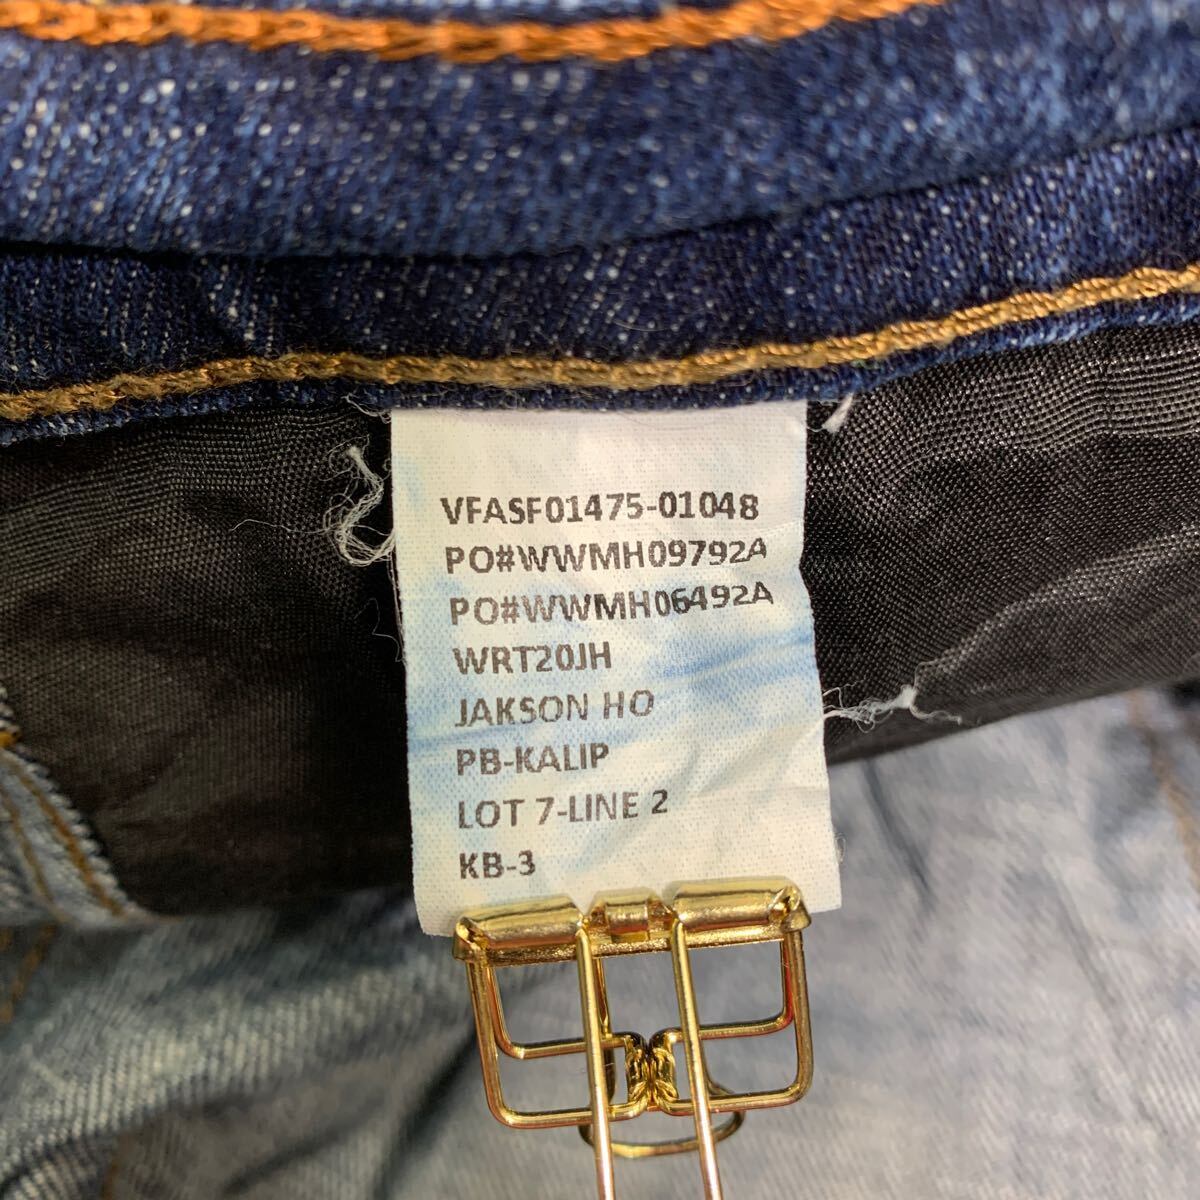 VFASF01475-01048
PO#WWMH09792A
PO#WWMH06492A
WRT20JH
JAKSON HO
PB-KALIP
LOT 7-LINE 2
KB-3